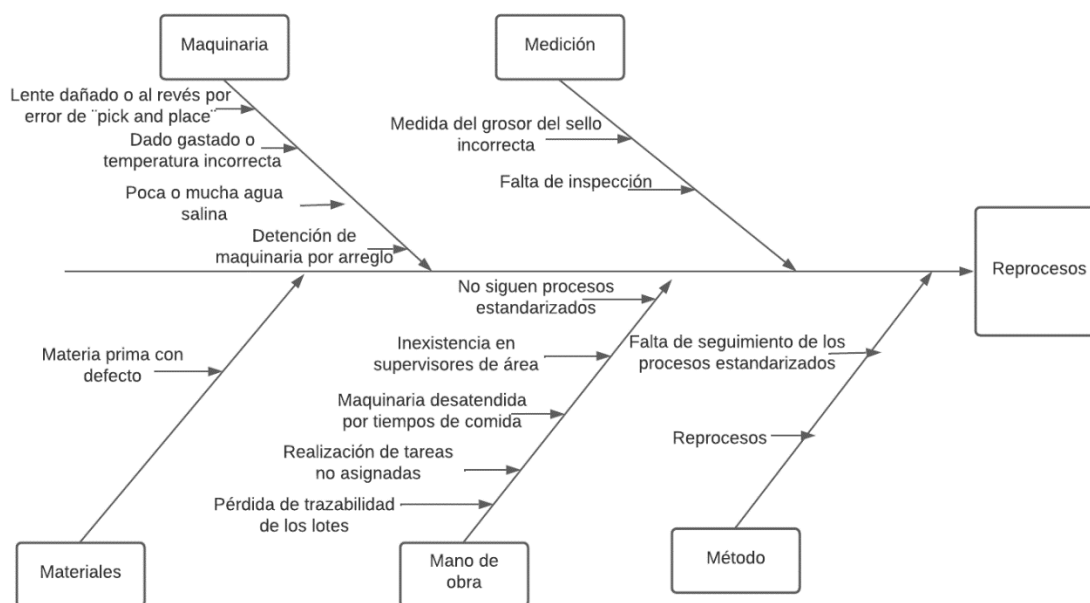 Maquinaria
Medición
Lente dañado o al revés por
error de ¨pick and place¨
Dado gastado o
temperatura incorrecta
Poca o mucha agua
salina
Detención de
maquinaria por arreglo
Medida del grosor del sello
incorrecta
Falta de inspección
Reprocesos
Materia prima con
defecto
No siguen procesos
estandarizados
Inexistencia en
supervisores de área
Maquinaria desatendida
por tiempos de comida
Realización de tareas
no asignadas
Pérdida de trazabilidad
de los lotes
Falta de seguimiento de los
procesos estandarizados
Reprocesos
Materiales
Mano de
obra
Método